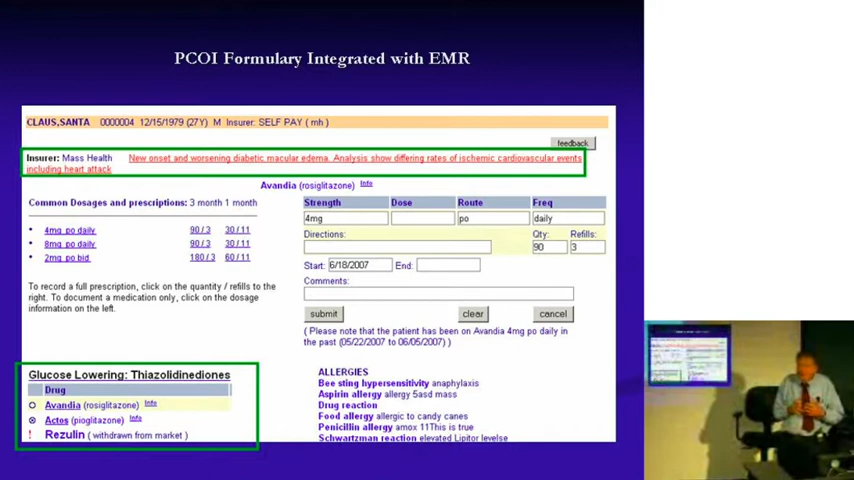 PCOI Formulary Integrated with EMR
CLAUS,SANTA 0000004 12/15/1979 (27Y) M Insurer: SELF PAY ( mh )
feedback
Insurer: Mass Health New onset and worsening diabetic macular edema. Analysis show differing rates of ischemic cardiovascular events
including heart attack
Avandia (rosiglitazone) Info
Common Dosages and prescriptions: 3 month 1 month
• 4mg po daily 90 / 3 30 / 11
• 8mg po daily 90 / 3 30 / 11
• 2mg po bid 180 / 3 60 / 11
To record a full prescription, click on the quantity / refills to the
right. To document a medication only, click on the dosage
information on the left.
Strength Dose Route Freq
4mg po daily
Directions: Qty: Refills:
90 3
Start: 6/18/2007 End:
Comments:
submit clear cancel
( Please note that the patient has been on Avandia 4mg po daily in
the past (05/22/2007 to 06/05/2007) )
Glucose Lowering: Thiazolidinediones
Drug
Avandia (rosiglitazone) Info
Actos (pioglitazone) Info
! Rezulin ( withdrawn from market )
ALLERGIES
Bee sting hypersensitivity anaphylaxis
Aspirin allergy allergy 5asd mass
Drug reaction
Food allergy allergic to candy canes
Penicillin allergy amox 11This is true
Schwartzman reaction elevated Lipitor levelse